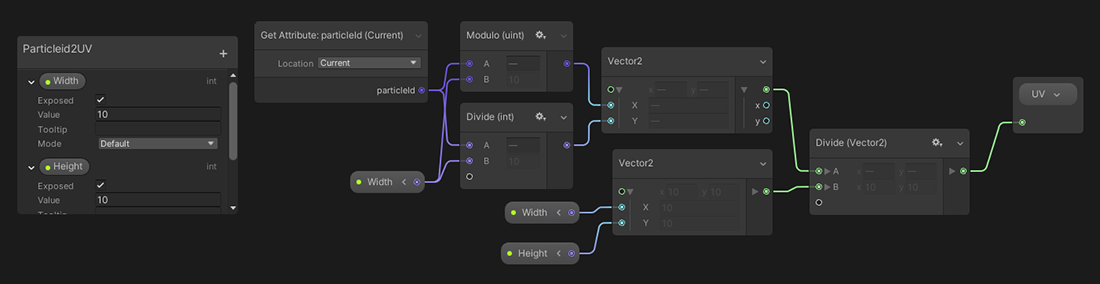 Particleid2UV
+
Width
int
Exposed
Value
10
Tooltip
Mode
Default
Height
int
Exposed
Value
10
Get Attribute: particleId (Current)
Location
Current
particleId
Modulo (uint)
A
—
B
10
Divide (int)
A
—
B
Width
Vector2
x — y —
X
—
x
Y
—
y
Vector2
x 10 y 10
X
10
Y
10
Width
Height
Divide (Vector2)
A
x — y —
B
x 10 y 10
UV